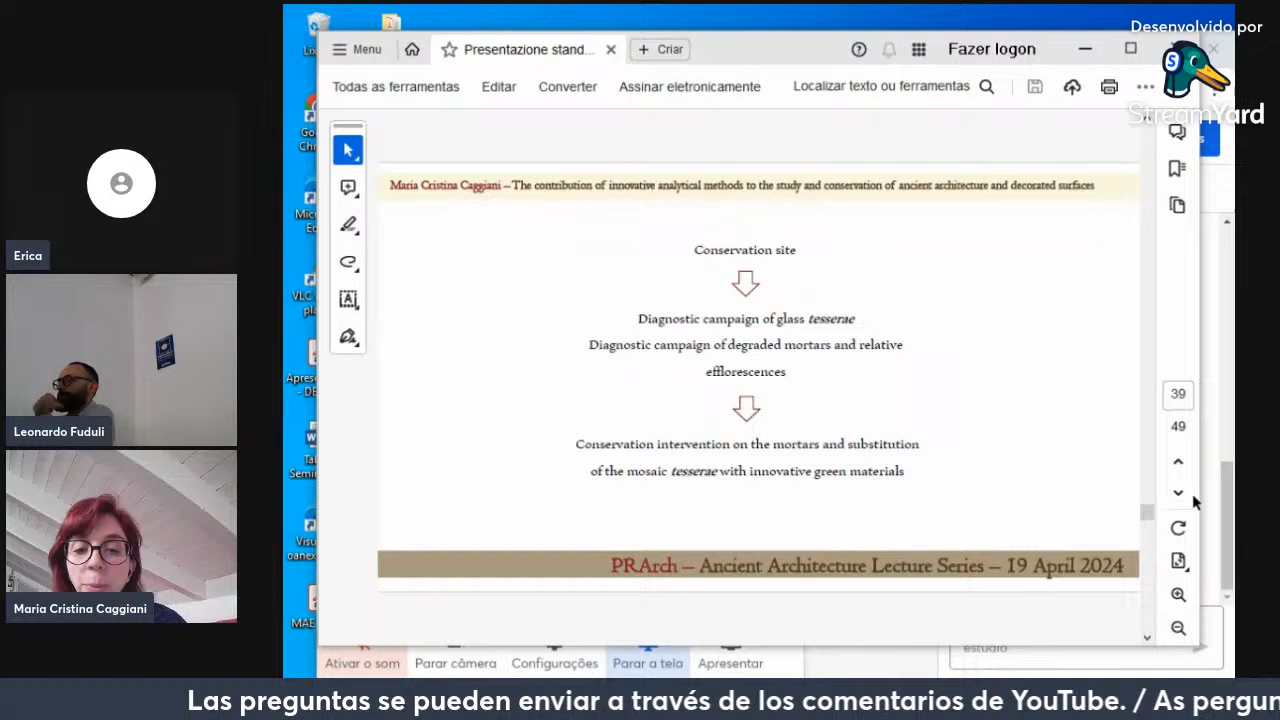 Desenvolvido por
StreamYard
Menu
Presentazione stand...
Criar
Fazer logon
Todas as ferramentas
Editar
Converter
Assinar eletronicamente
Localizar texto ou ferramentas
Maria Cristina Caggiani – The contribution of innovative analytical methods to the study and conservation of ancient architecture and decorated surfaces
Conservation site
Diagnostic campaign of glass tesserae
Diagnostic campaign of degraded mortars and relative
efflorescences
Conservation intervention on the mortars and substitution
of the mosaic tesserae with innovative green materials
PRArch – Ancient Architecture Lecture Series – 19 April 2024
39
49
Erica
Leonardo Fuduli
Maria Cristina Caggiani
Ativar o som
Parar câmera
Configurações
Parar a tela
Apresentar
estúdio
Las preguntas se pueden enviar a través de los comentarios de YouTube. / As pergun